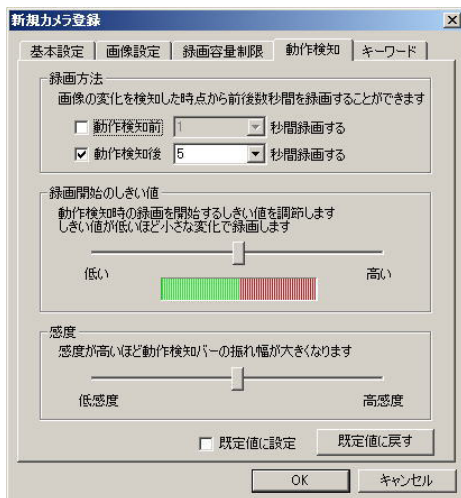 新規カメラ登録
基本設定 画像設定 録画容量制限 動作検知 キーワード
録画方法
画像の変化を検知した時点から前後数秒間を録画することができます
動作検知前 1 秒間録画する
動作検知後 5 秒間録画する
録画開始のしきい値
動作検知時の録画を開始するしきい値を調節します
しきい値が低いほど小さな変化で録画します
低い 高い
感度
感度が高いほど動作検知バーの振れ幅が大きくなります
低感度 高感度
既定値に設定 既定値に戻す
OK キャンセル